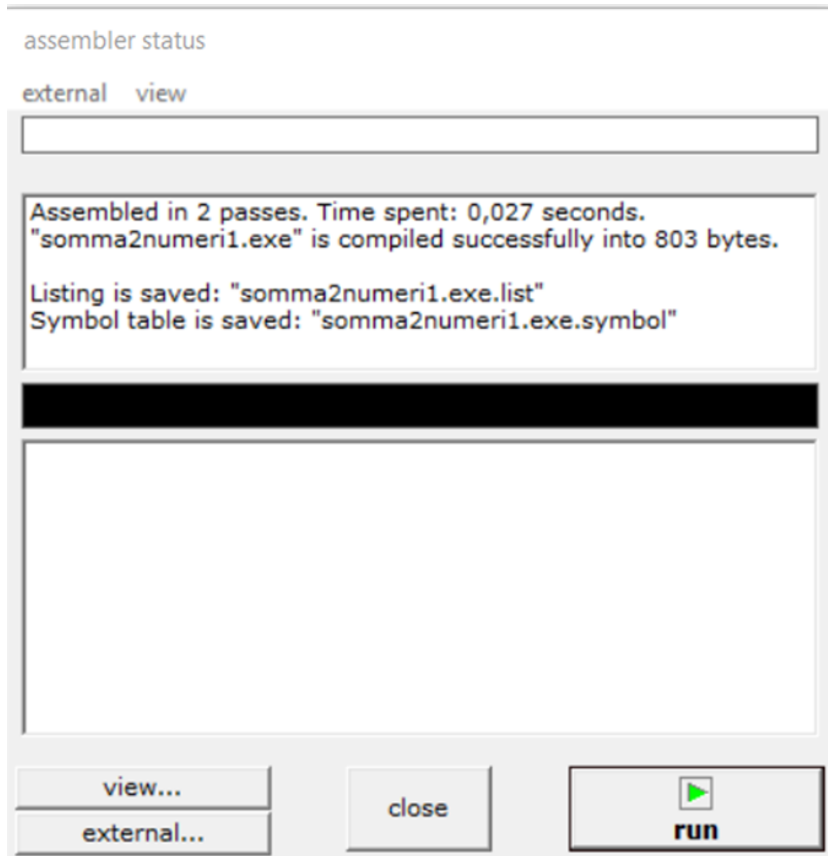 assembler status
external view
Assembled in 2 passes. Time spent: 0,027 seconds.
"somma2numeri1.exe" is compiled successfully into 803 bytes.
Listing is saved: "somma2numeri1.exe.list"
Symbol table is saved: "somma2numeri1.exe.symbol"
view...
close
run
external...